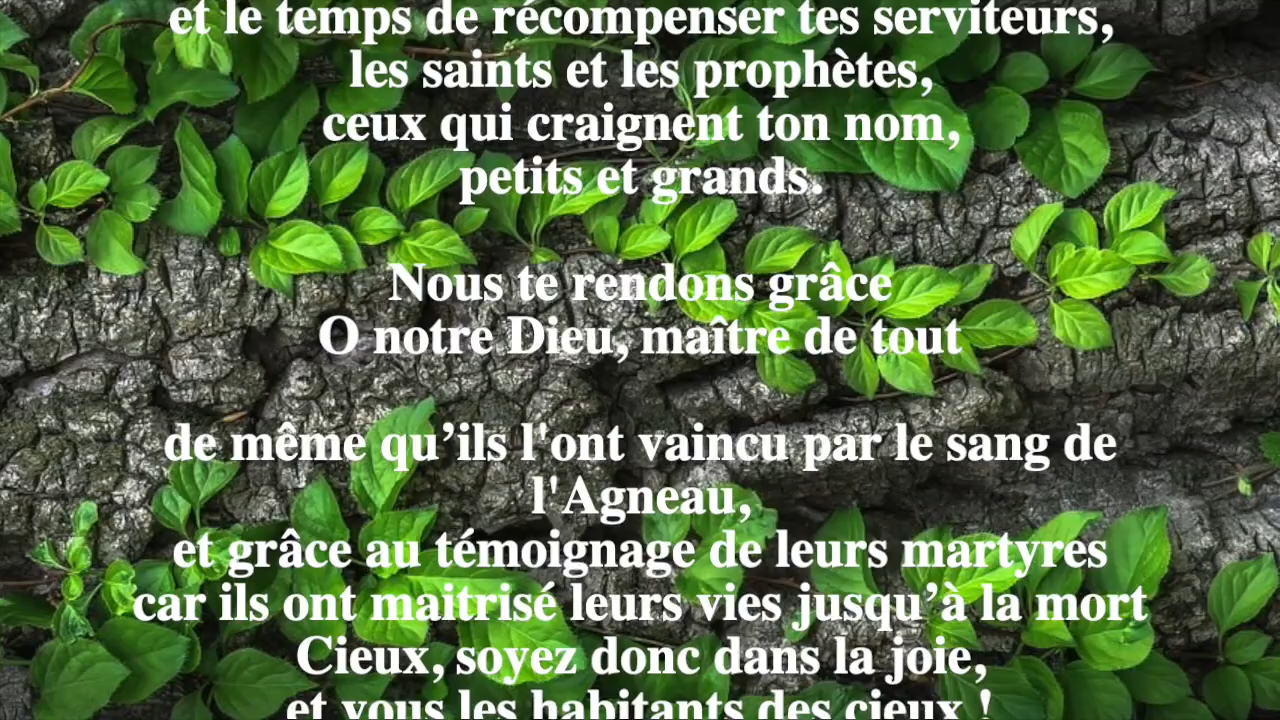 et le temps de récompenser tes serviteurs,
les saints et les prophètes,
ceux qui craignent ton nom,
petits et grands.
Nous te rendons grâce
O notre Dieu, maître de tout
de même qu’ils l'ont vaincu par le sang de
l'Agneau,
et grâce au témoignage de leurs martyres
car ils ont maitrisé leurs vies jusqu’à la mort
Cieux, soyez donc dans la joie,
et vous les habitants des cieux !